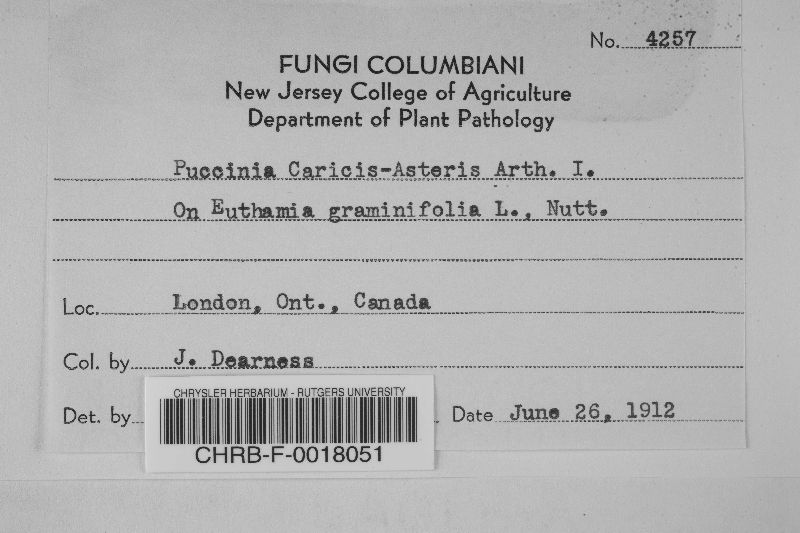 No. 4257
FUNGI COLUMBIANI
New Jersey College of Agriculture
Department of Plant Pathology
Puccinia Caricis-Asteris Arth. I.
On Euthamia graminifolia L., Nutt.
Loc. London, Ont., Canada
Col. by J. Dearness
Det. by
Date June 26, 1912
CHRYSLER HERBARIUM - RUTGERS UNIVERSITY
CHRB-F-0018051